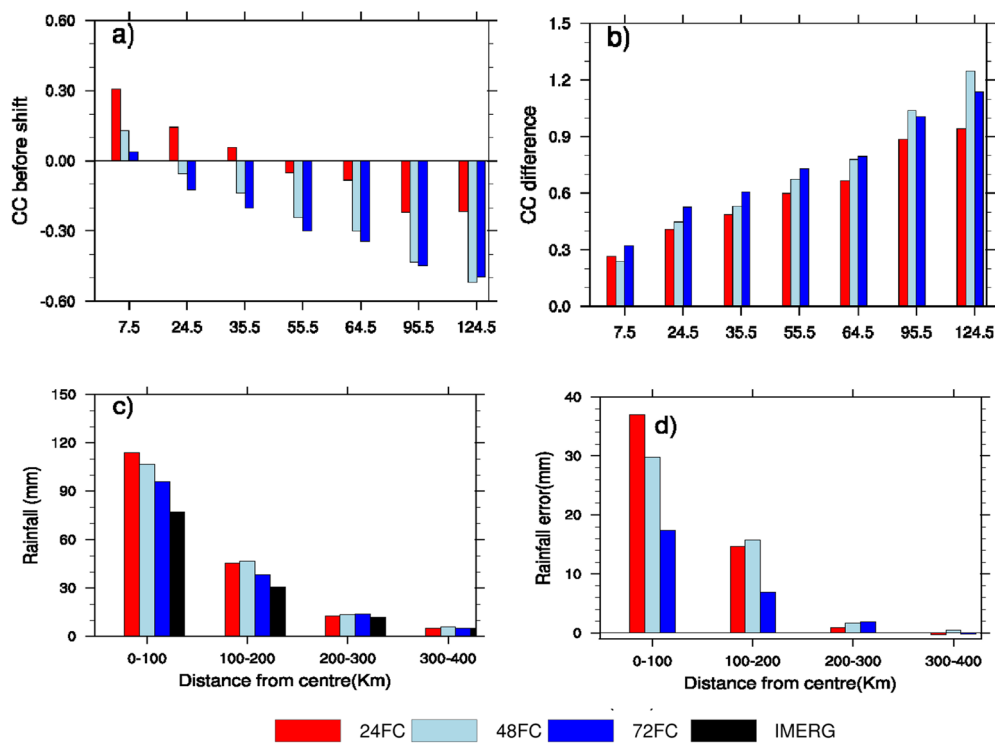 a)
CC before shift
0.60
0.30
0.00
-0.30
-0.60
7.5 24.5 35.5 55.5 64.5 95.5 124.5
b)
CC difference
1.5
1.2
0.9
0.6
0.3
0.0
7.5 24.5 35.5 55.5 64.5 95.5 124.5
c)
Rainfall (mm)
150
120
90
60
30
0
0-100 100-200 200-300 300-400
Distance from centre(Km)
d)
Rainfall error(mm)
40
30
20
10
0
0-100 100-200 200-300 300-400
Distance from centre(Km)
24FC 48FC 72FC IMERG